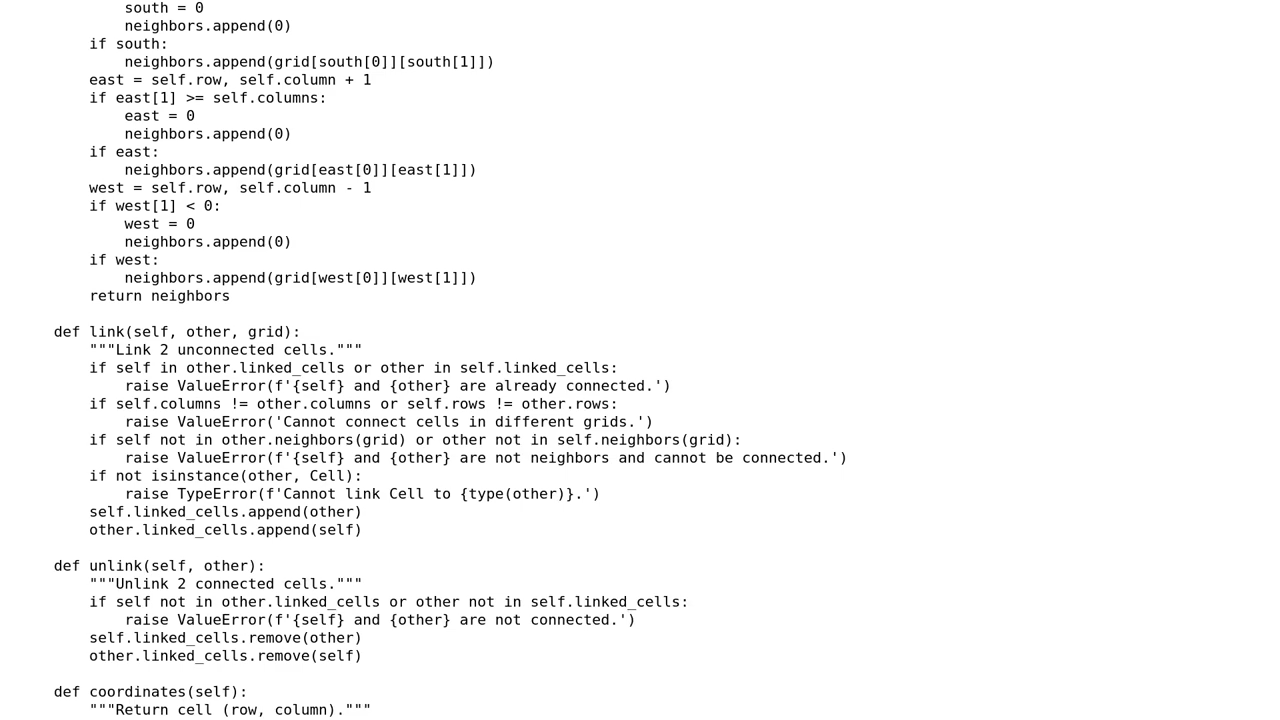 south = 0
            neighbors.append(0)
        if south:
            neighbors.append(grid[south[0]][south[1]])
        east = self.row, self.column + 1
        if east[1] >= self.columns:
            east = 0
            neighbors.append(0)
        if east:
            neighbors.append(grid[east[0]][east[1]])
        west = self.row, self.column - 1
        if west[1] < 0:
            west = 0
            neighbors.append(0)
        if west:
            neighbors.append(grid[west[0]][west[1]])
        return neighbors

    def link(self, other, grid):
        """Link 2 unconnected cells."""
        if self in other.linked_cells or other in self.linked_cells:
            raise ValueError(f'{self} and {other} are already connected.')
        if self.columns != other.columns or self.rows != other.rows:
            raise ValueError('Cannot connect cells in different grids.')
        if self not in other.neighbors(grid) or other not in self.neighbors(grid):
            raise ValueError(f'{self} and {other} are not neighbors and cannot be connected.')
        if not isinstance(other, Cell):
            raise TypeError(f'Cannot link Cell to {type(other)}.')
        self.linked_cells.append(other)
        other.linked_cells.append(self)

    def unlink(self, other):
        """Unlink 2 connected cells."""
        if self not in other.linked_cells or other not in self.linked_cells:
            raise ValueError(f'{self} and {other} are not connected.')
        self.linked_cells.remove(other)
        other.linked_cells.remove(self)

    def coordinates(self):
        """Return cell (row, column)."""